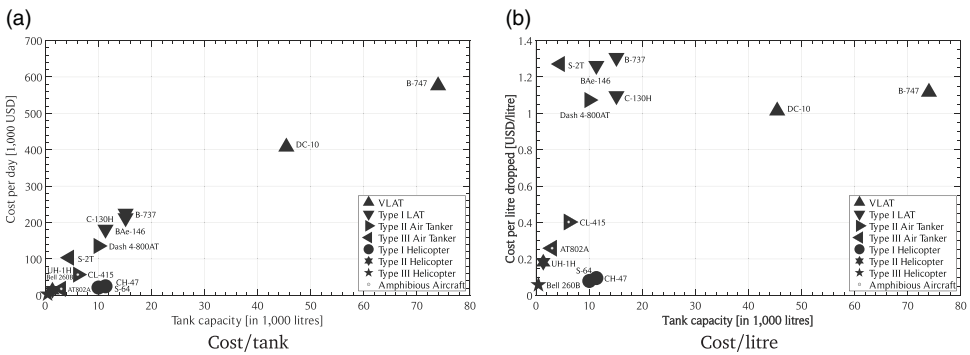 (a)
700
600
500
400
300
200
100
0
0 10 20 30 40 50 60 70 80
Cost per day [1,000 USD]
Tank capacity [in 1,000 litres]
B-747
DC-10
B-737
C-130H
BAe-146
Dash 4-800AT
S-2T
UH-1H
Bell 260B
CL-415
AT802A
CH-47
S-64
VLAT
Type I LAT
Type II Air Tanker
Type III Air Tanker
Type I Helicopter
Type II Helicopter
Type III Helicopter
Amphibious Aircraft
Cost/tank
(b)
1.4
1.2
1
0.8
0.6
0.4
0.2
0
0 10 20 30 40 50 60 70 80
Cost per litre dropped [USD/litre]
Tank capacity [in 1,000 litres]
S-2T
B-737
BAe-146
C-130H
Dash 4-800AT
B-747
DC-10
CL-415
AT802A
UH-1H
S-64
CH-47
Bell 260B
VLAT
Type I LAT
Type II Air Tanker
Type III Air Tanker
Type I Helicopter
Type II Helicopter
Type III Helicopter
Amphibious Aircraft
Cost/litre